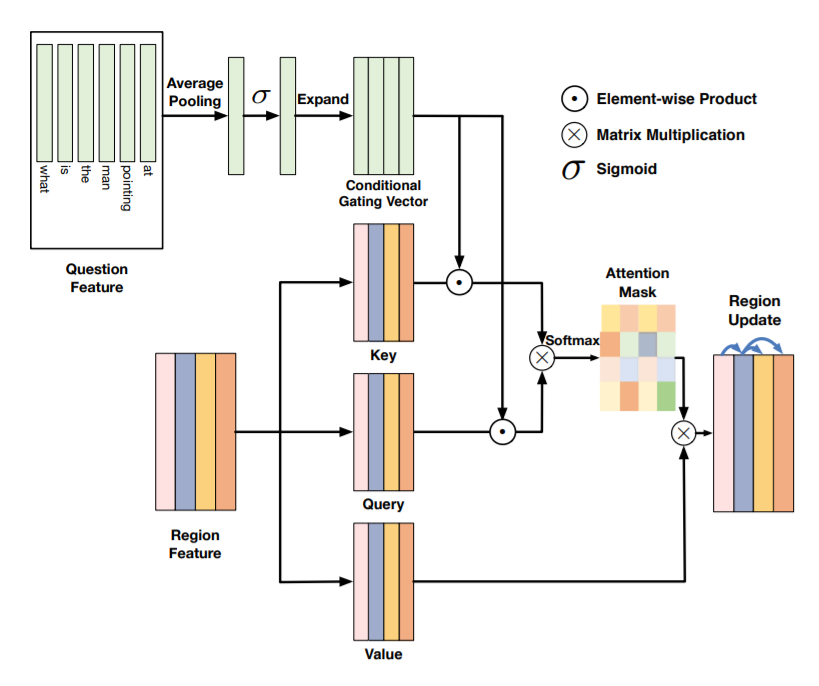 what
is
the
man
pointing
at
Question
Feature
Average
Pooling
σ
Expand
Conditional
Gating Vector
Element-wise Product
Matrix Multiplication
σ Sigmoid
Key
Region
Feature
Query
Value
Softmax
Attention
Mask
Region
Update